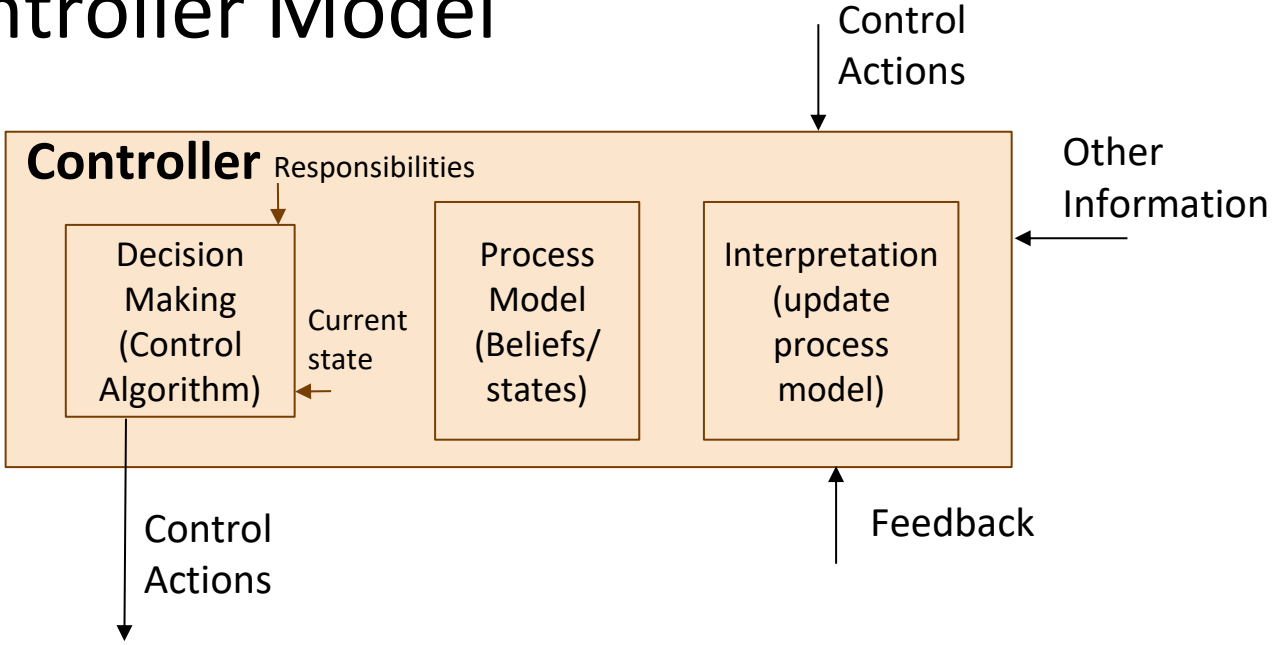 ntroller Model
Control
Actions
Other
Information
Controller
Responsibilities
Decision
Making
(Control
Algorithm)
Current
state
Process
Model
(Beliefs/
states)
Interpretation
(update
process
model)
Control
Actions
Feedback